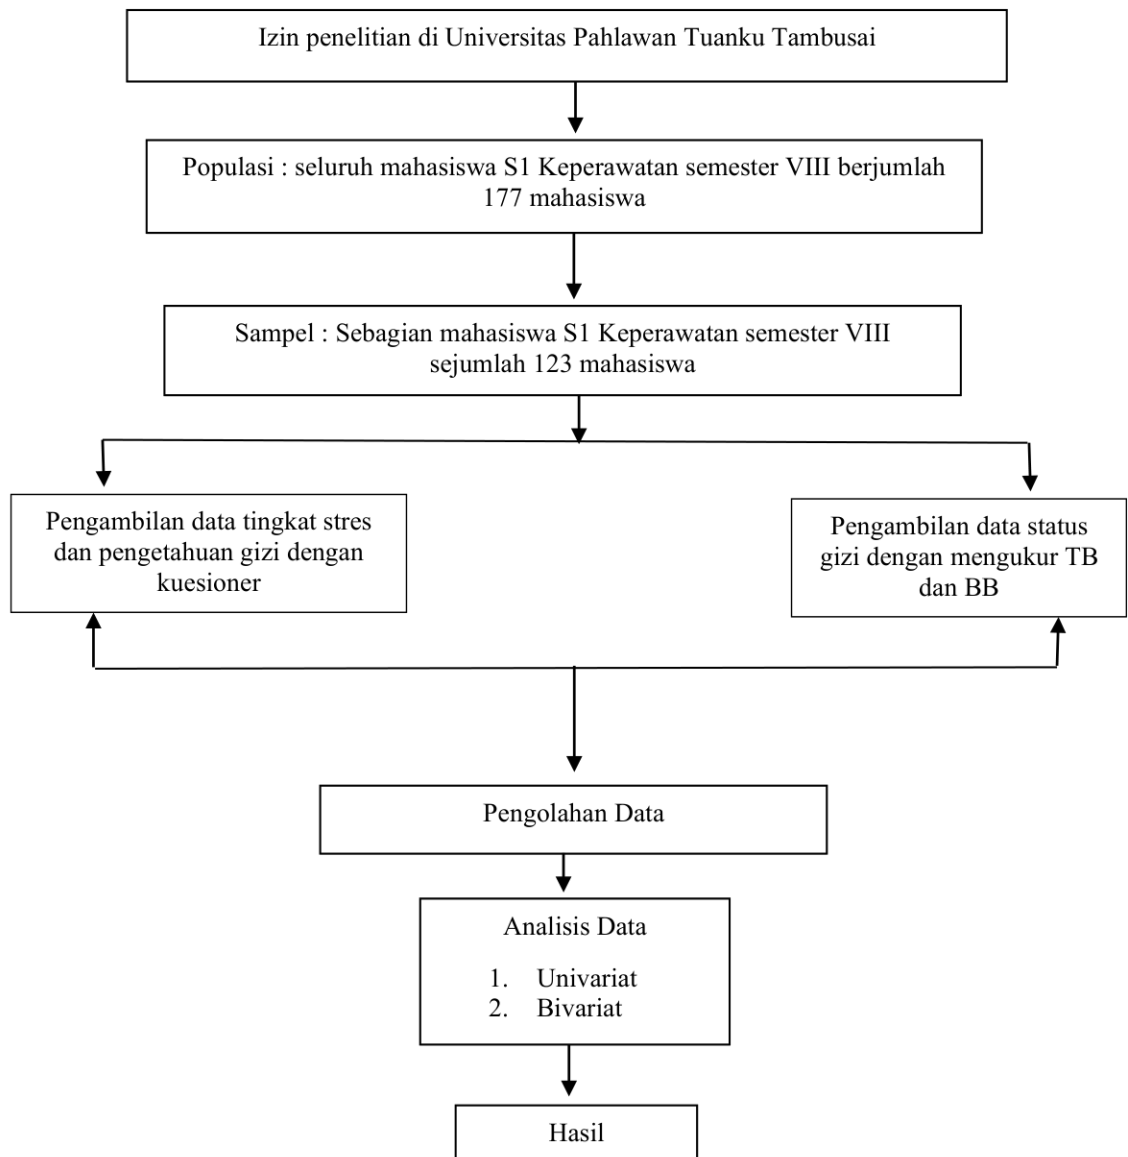 Izin penelitian di Universitas Pahlawan Tuanku Tambusai
Populasi : seluruh mahasiswa S1 Keperawatan semester VIII berjumlah
177 mahasiswa
Sampel : Sebagian mahasiswa S1 Keperawatan semester VIII
sejumlah 123 mahasiswa
Pengambilan data tingkat stres
dan pengetahuan gizi dengan
kuesioner
Pengambilan data status
gizi dengan mengukur TB
dan BB
Pengolahan Data
Analisis Data
1. Univariat
2. Bivariat
Hasil